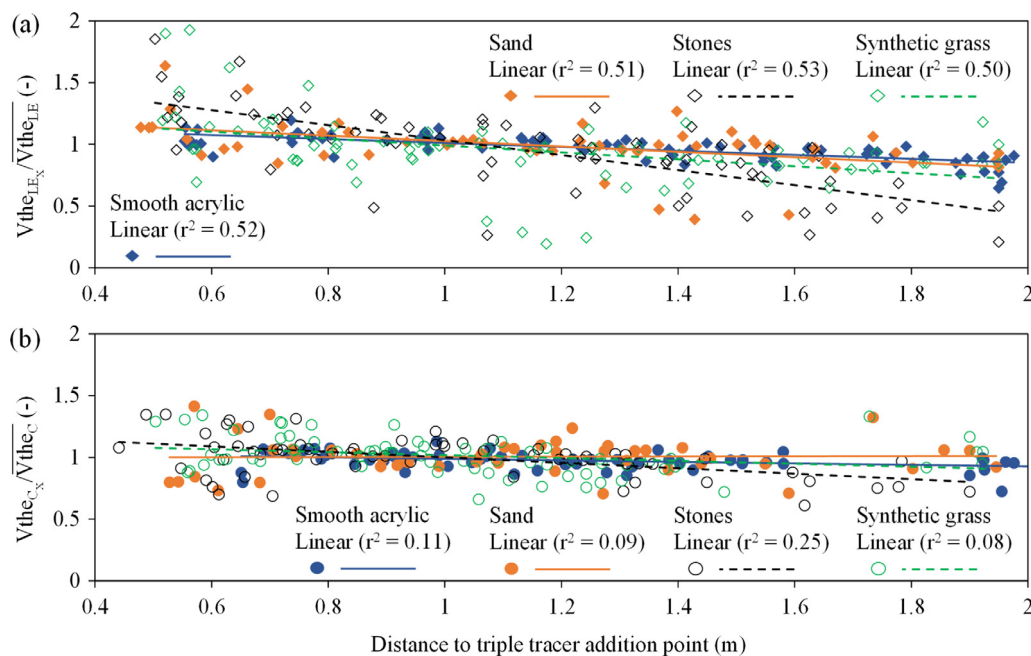 (a)
2
1.5
1
0.5
0
Vthe_LE_X/V̅t̅h̅e̅_L̅E̅ (-)
Sand
Linear (r² = 0.51)
Stones
Linear (r² = 0.53)
Synthetic grass
Linear (r² = 0.50)
Smooth acrylic
Linear (r² = 0.52)
0.4 0.6 0.8 1 1.2 1.4 1.6 1.8 2
(b)
2
1.5
1
0.5
0
Vthe_C_X/V̅t̅h̅e̅_C̅ (-)
Smooth acrylic
Linear (r² = 0.11)
Sand
Linear (r² = 0.09)
Stones
Linear (r² = 0.25)
Synthetic grass
Linear (r² = 0.08)
0.4 0.6 0.8 1 1.2 1.4 1.6 1.8 2
Distance to triple tracer addition point (m)